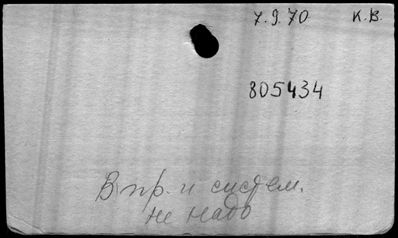 7.9.70 К.В.
805434
В пр. и систем.
не надо